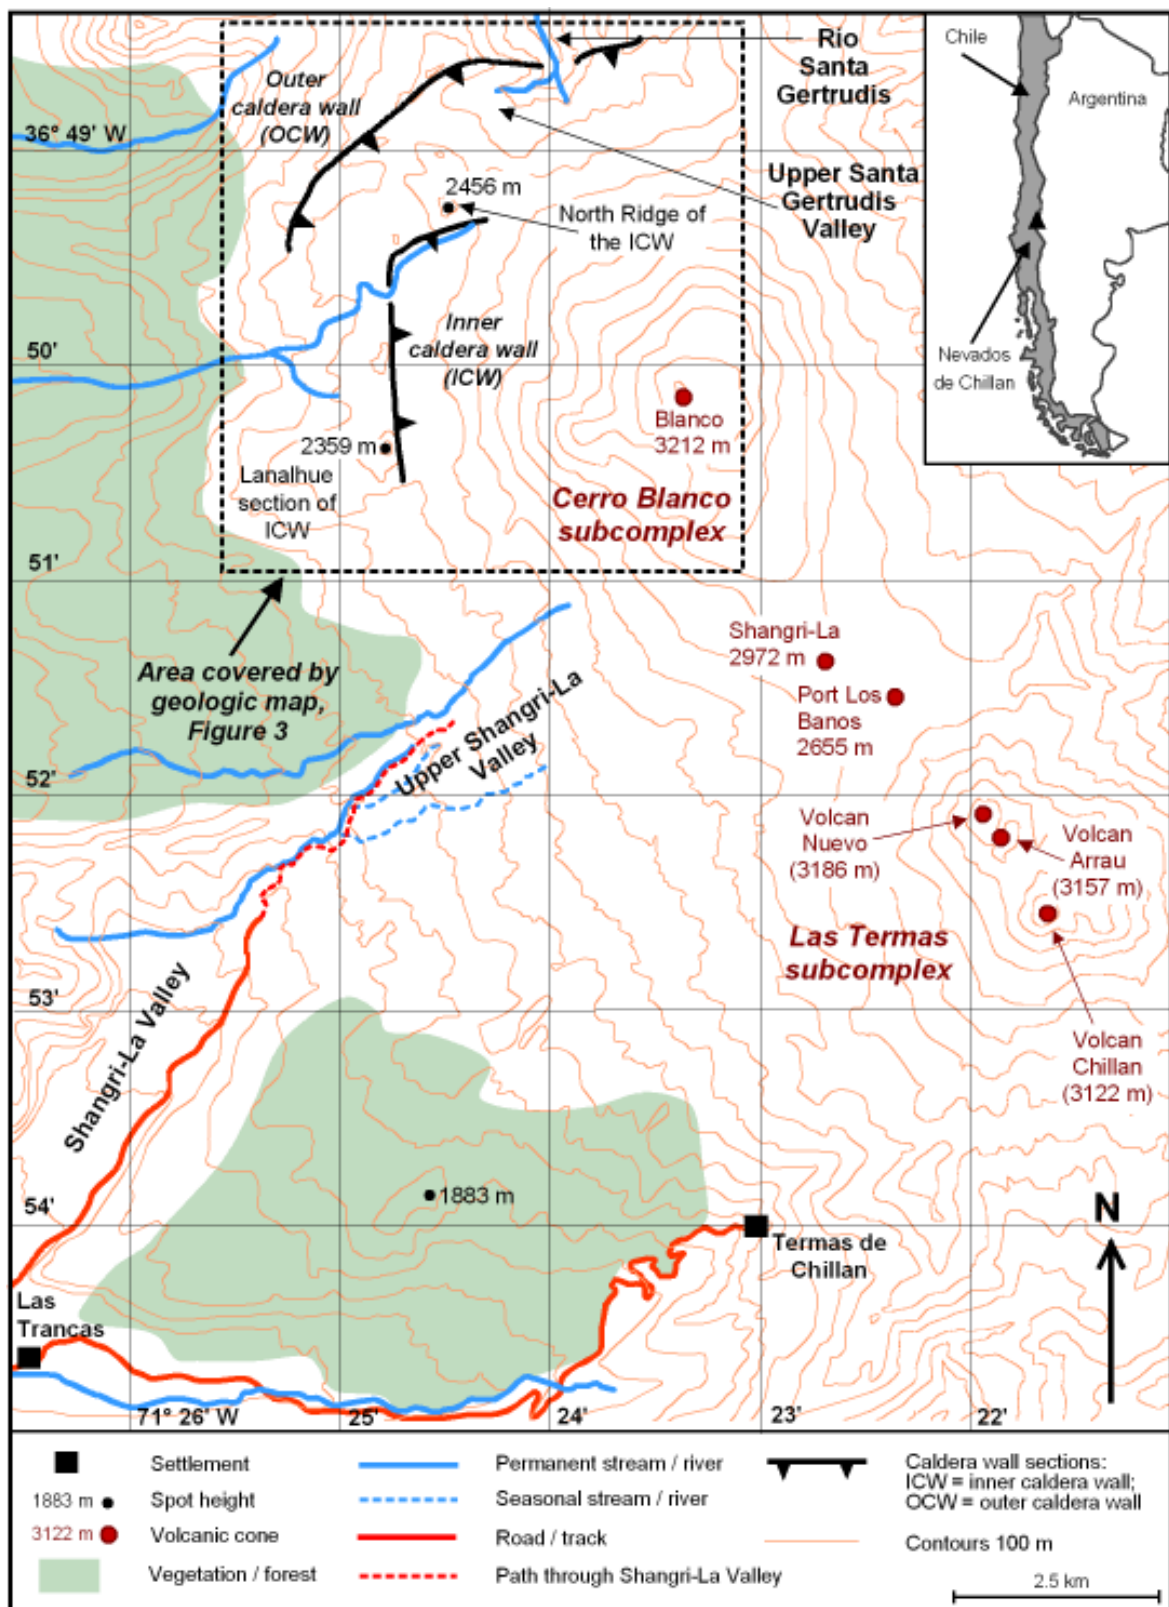 Outer
caldera wall
(OCW)
Rio
Santa
Gertrudis
Chile
Argentina
36° 49' W
2456 m
North Ridge of
the ICW
Upper Santa
Gertrudis
Valley
Inner
caldera wall
(ICW)
50'
Nevados
de Chillan
Blanco
3212 m
2359 m
Lanalhue
section of
ICW
Cerro Blanco
subcomplex
51'
Area covered by
geologic map,
Figure 3
Shangri-La
2972 m
Port Los
Banos
2655 m
Upper Shangri-La
Valley
52'
Volcan
Nuevo
(3186 m)
Volcan
Arrau
(3157 m)
Las Termas
subcomplex
53'
Shangri-La Valley
Volcan
Chillan
(3122 m)
54'
1883 m
N
Termas de
Chillan
Las
Trancas
71° 26' W
25'
24'
23'
22'
Settlement
1883 m
Spot height
3122 m
Volcanic cone
Vegetation / forest
Permanent stream / river
Seasonal stream / river
Road / track
Path through Shangri-La Valley
Caldera wall sections:
ICW = inner caldera wall;
OCW = outer caldera wall
Contours 100 m
2.5 km